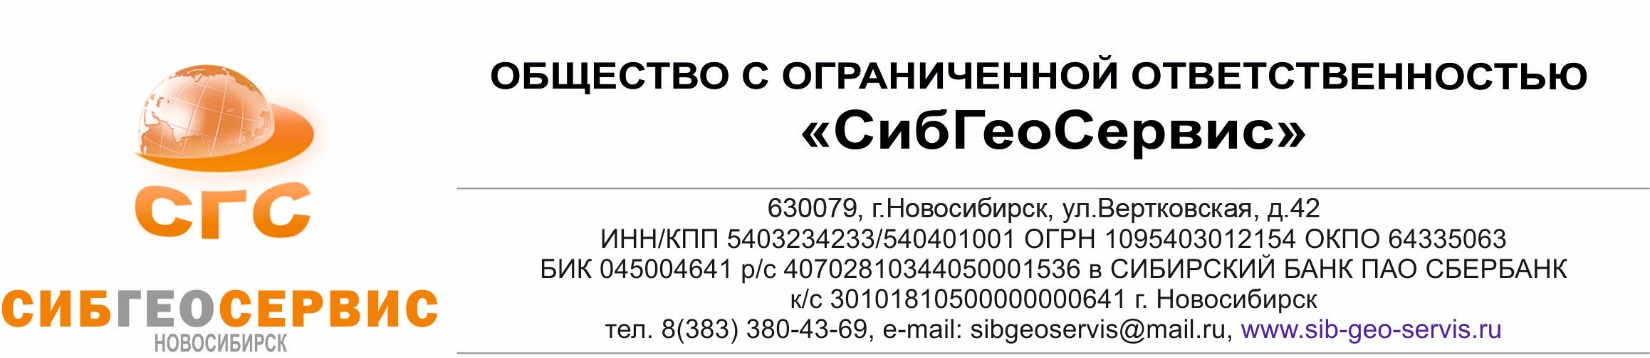 СГС
СИБГЕОСЕРВИС
НОВОСИБИРСК
ОБЩЕСТВО С ОГРАНИЧЕННОЙ ОТВЕТСТВЕННОСТЬЮ
«СибГеоСервис»
630079, г.Новосибирск, ул.Вертковская, д.42
ИНН/КПП 5403234233/540401001 ОГРН 1095403012154 ОКПО 64335063
БИК 045004641 р/с 40702810344050001536 в СИБИРСКИЙ БАНК ПАО СБЕРБАНК
к/с 30101810500000000641 г. Новосибирск
тел. 8(383) 380-43-69, e-mail: sibgeoservis@mail.ru, www.sib-geo-servis.ru